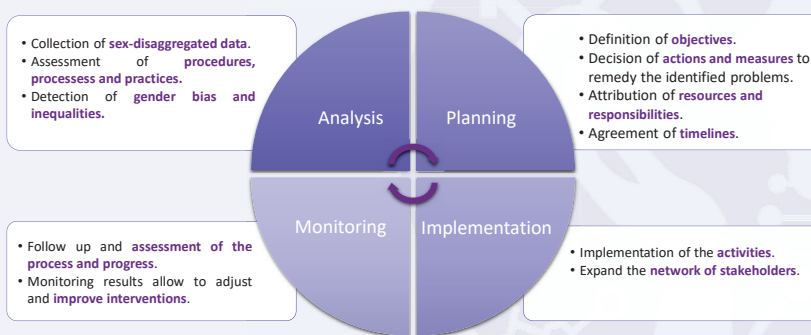 • Collection of sex-disaggregated data.
• Assessment of procedures,
processess and practices.
• Detection of gender bias and
inequalities.
Analysis
Planning
• Definition of objectives.
• Decision of actions and measures to
remedy the identified problems.
• Attribution of resources and
responsibilities.
• Agreement of timelines.
Monitoring
Implementation
• Follow up and assessment of the
process and progress.
• Monitoring results allow to adjust
and improve interventions.
• Implementation of the activities.
• Expand the network of stakeholders.